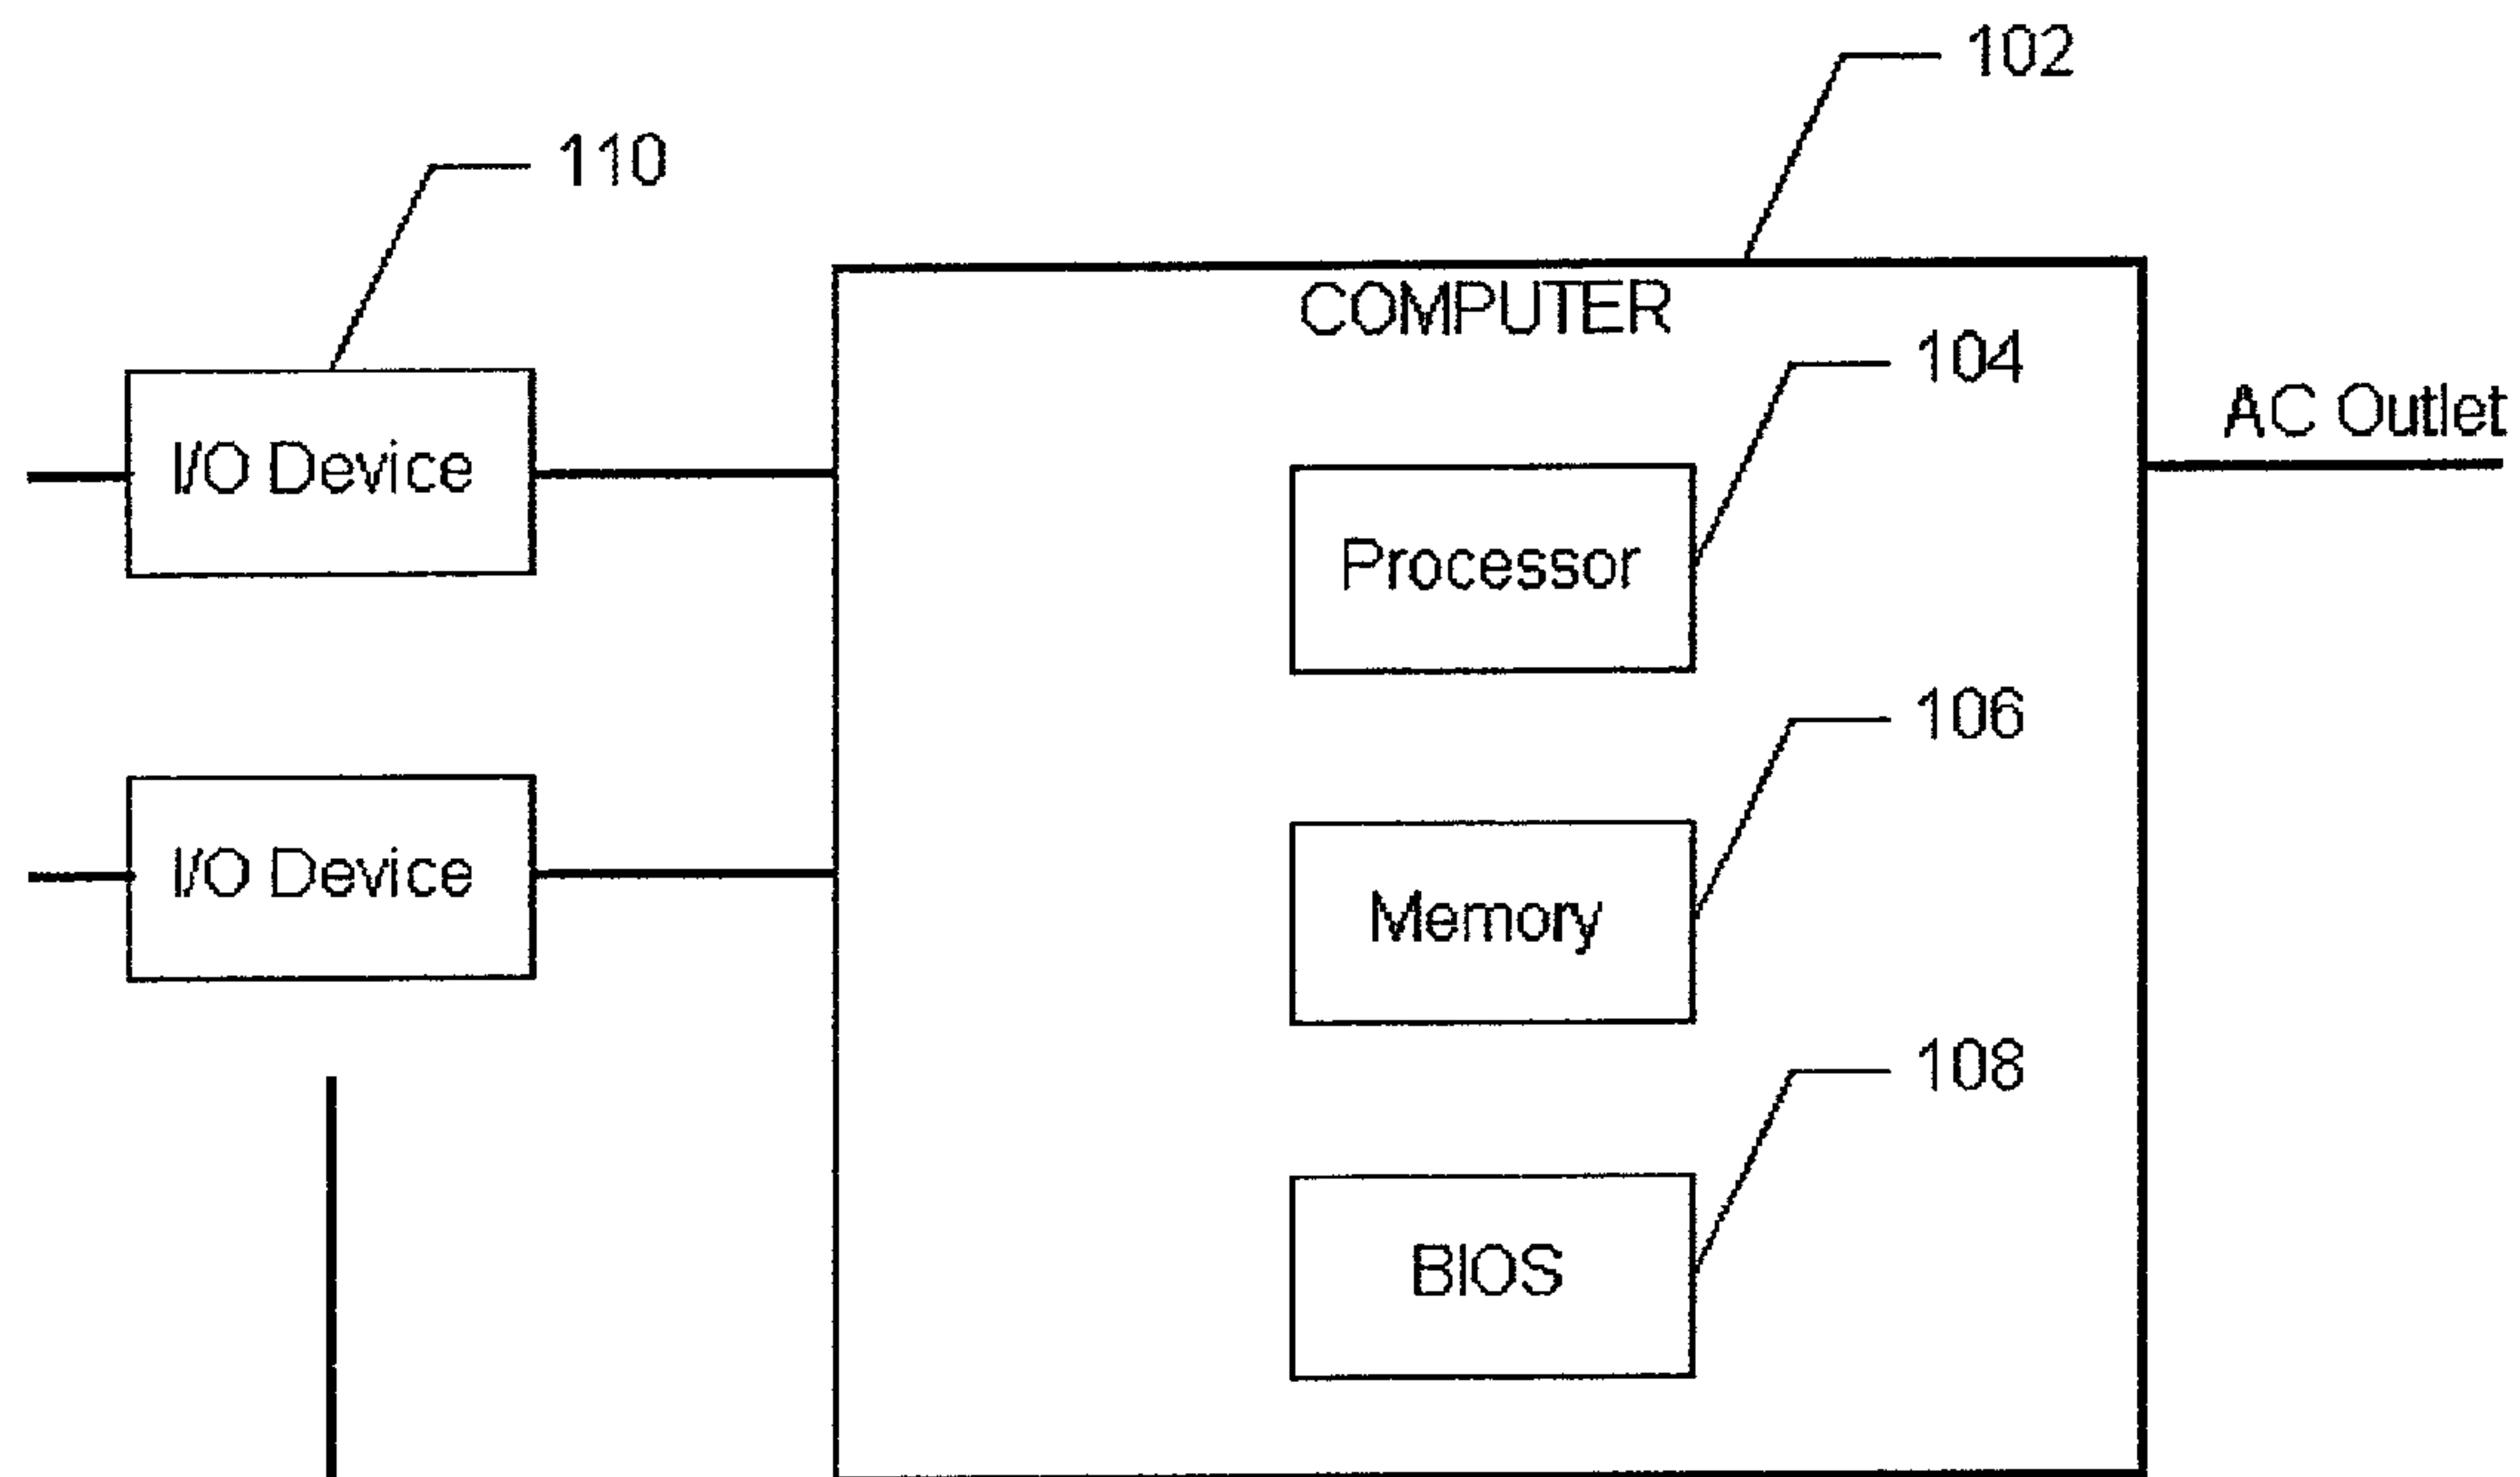 102
110
COMPUTER
104
AC Outlet
I/O Device
Processor
106
I/O Device
Memory
108
BIOS